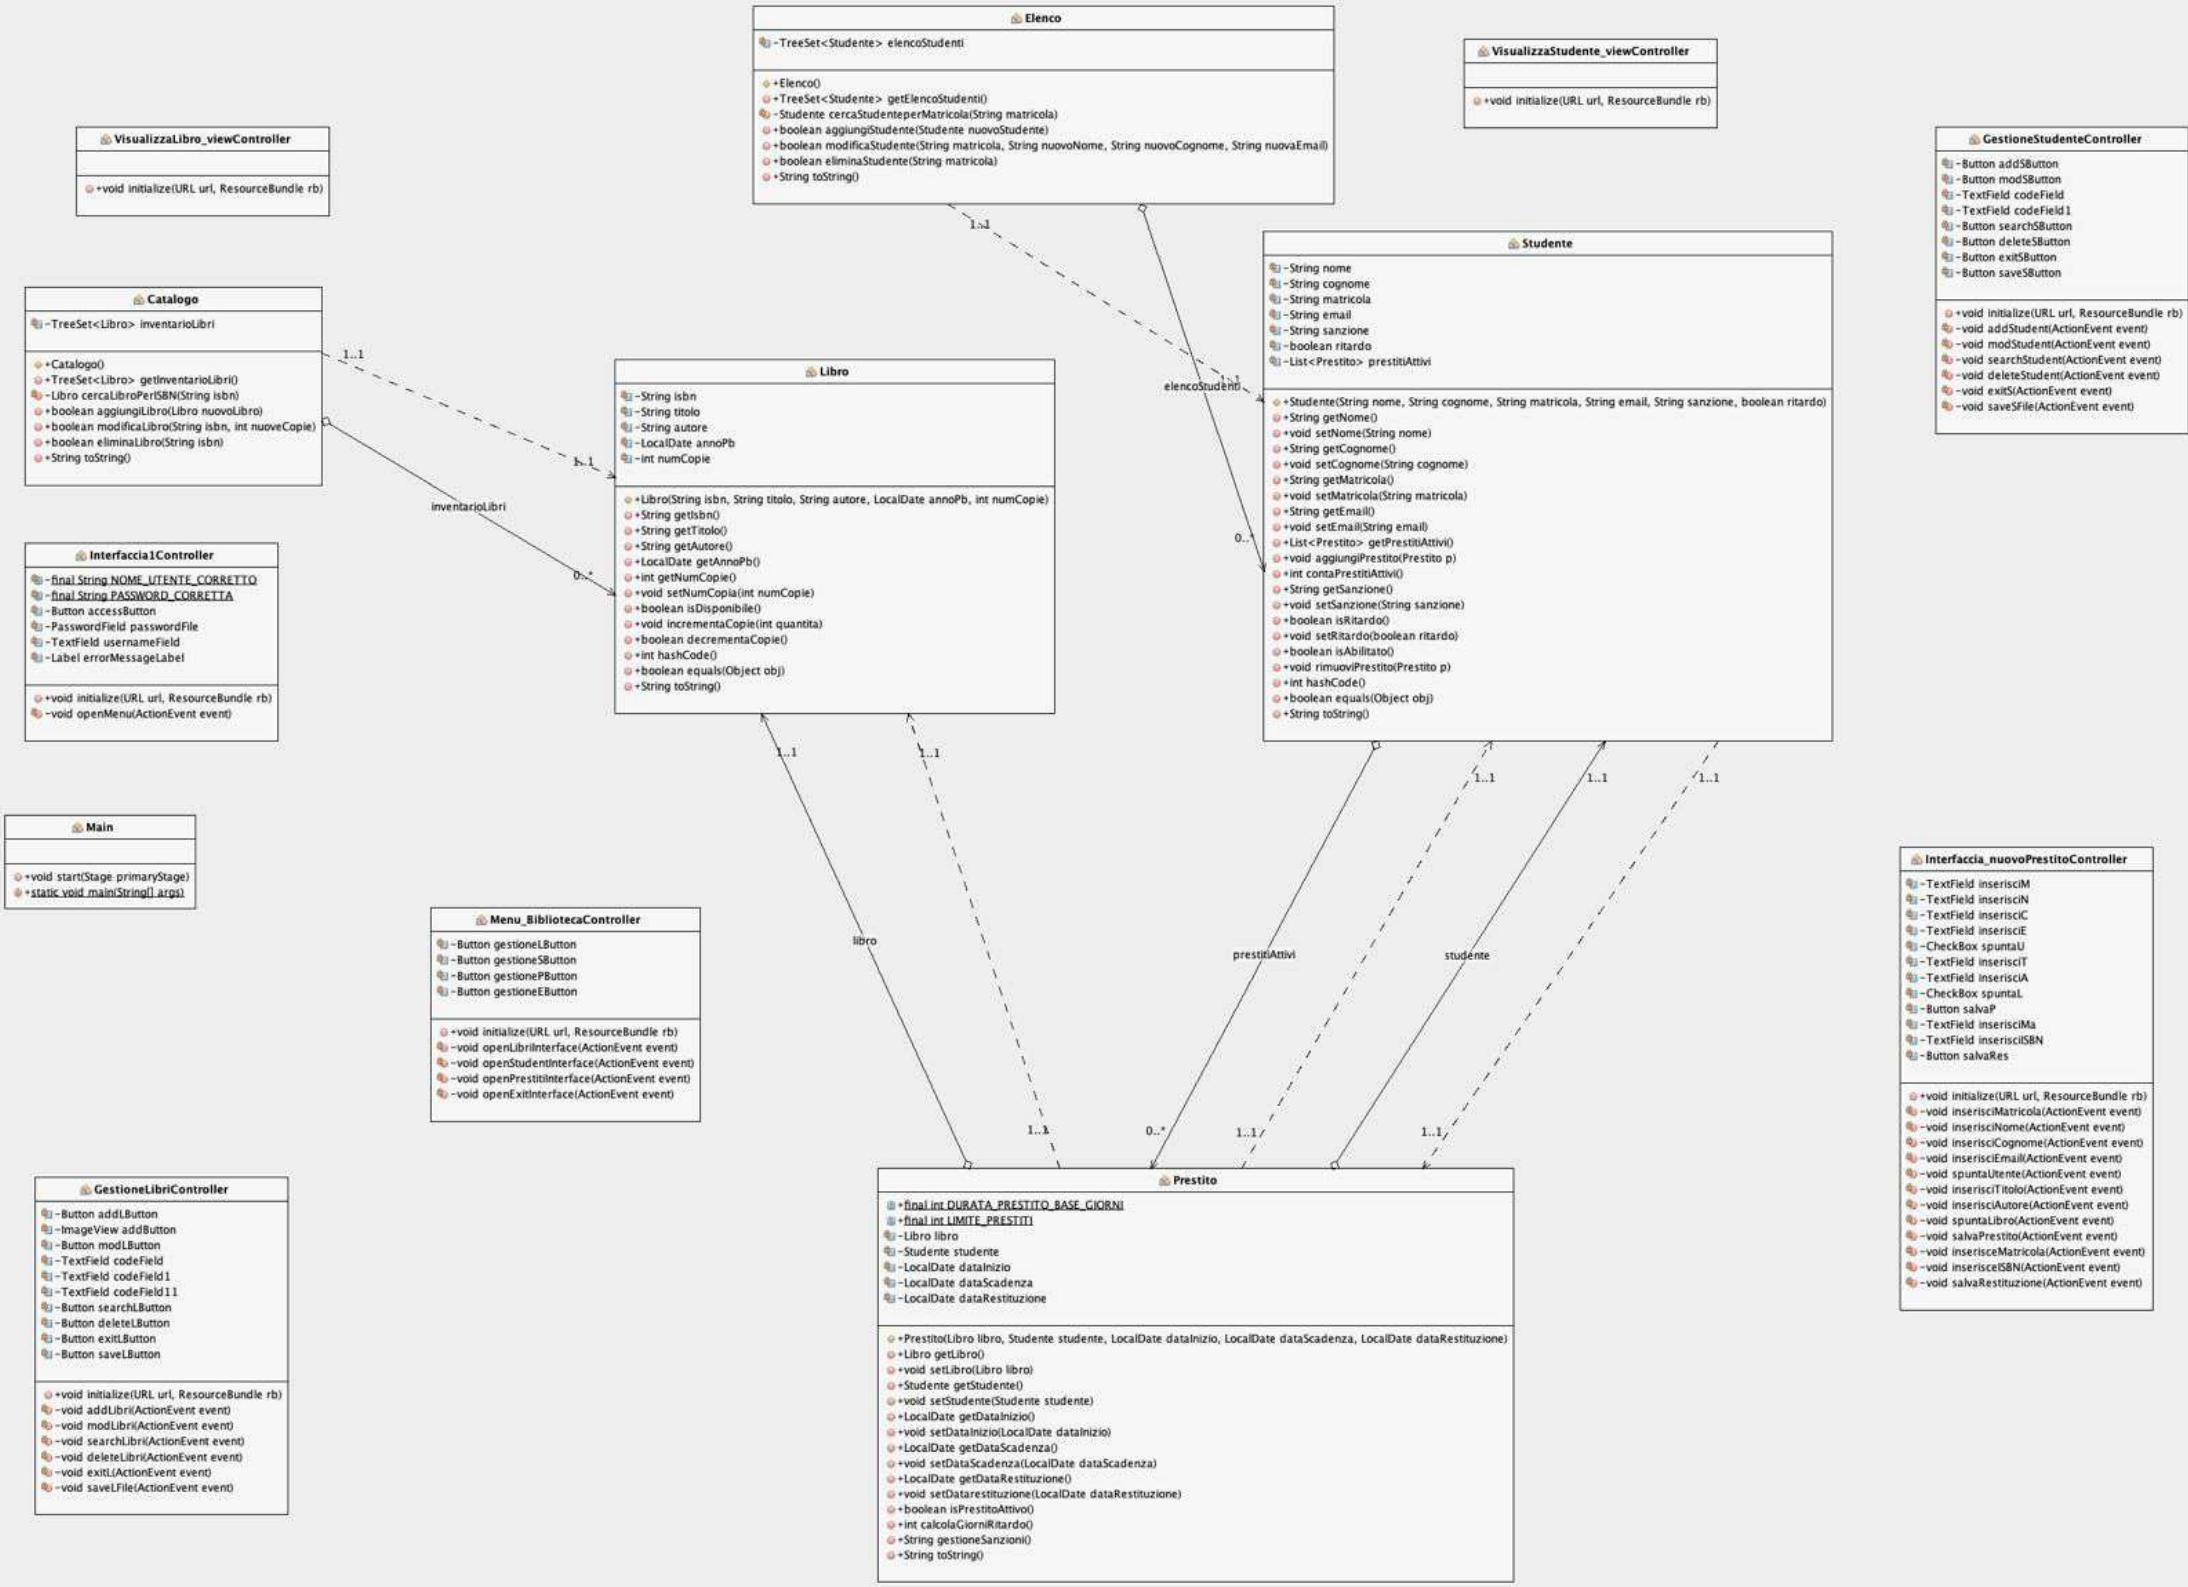 Elenco
-TreeSet<Studente> elencoStudenti
+Elenco()
+TreeSet<Studente> getElencoStudenti()
-Studente cercaStudenteperMatricola(String matricola)
+boolean aggiungiStudente(Studente nuovoStudente)
+boolean modificaStudente(String matricola, String nuovoNome, String nuovoCognome, String nuovaEmail)
+boolean eliminaStudente(String matricola)
+String toString()
VisualizzaStudente_viewController
+void initialize(URL url, ResourceBundle rb)
VisualizzaLibro_viewController
+void initialize(URL url, ResourceBundle rb)
GestioneStudenteController
-Button addSButton
-Button modSButton
-TextField codeField
-TextField codeField1
-Button searchSButton
-Button deleteSButton
-Button exitSButton
-Button saveSButton
+void initialize(URL url, ResourceBundle rb)
-void addStudent(ActionEvent event)
-void modStudent(ActionEvent event)
-void searchStudent(ActionEvent event)
-void deleteStudent(ActionEvent event)
-void exitS(ActionEvent event)
-void saveSFile(ActionEvent event)
1..1
1..1
elencoStudenti
0..*
Studente
-String nome
-String cognome
-String matricola
-String email
-String sanzione
-boolean ritardo
-List<Prestito> prestitiAttivi
+Studente(String nome, String cognome, String matricola, String email, String sanzione, boolean ritardo)
+String getNome()
+void setNome(String nome)
+String getCognome()
+void setCognome(String cognome)
+String getMatricola()
+void setMatricola(String matricola)
+String getEmail()
+void setEmail(String email)
+List<Prestito> getPrestitiAttivi()
+void aggiungiPrestito(Prestito p)
+int contaPrestitiAttivi()
+String getSanzione()
+void setSanzione(String sanzione)
+boolean isRitardo()
+void setRitardo(boolean ritardo)
+boolean isAbilitato()
+void rimuoviPrestito(Prestito p)
+int hashCode()
+boolean equals(Object obj)
+String toString()
Catalogo
-TreeSet<Libro> inventarioLibri
+Catalogo()
+TreeSet<Libro> getInventarioLibri()
-Libro cercaLibroPerISBN(String isbn)
+boolean aggiungiLibro(Libro nuovoLibro)
+boolean modificaLibro(String isbn, int nuoveCopie)
+boolean eliminaLibro(String isbn)
+String toString()
1..1
1..1
inventarioLibri
0..*
Libro
-String isbn
-String titolo
-String autore
-LocalDate annoPb
-int numCopie
+Libro(String isbn, String titolo, String autore, LocalDate annoPb, int numCopie)
+String getIsbn()
+String getTitolo()
+String getAutore()
+LocalDate getAnnoPb()
+int getNumCopie()
+void setNumCopia(int numCopie)
+boolean isDisponibile()
+void incrementaCopie(int quantita)
+boolean decrementaCopie()
+int hashCode()
+boolean equals(Object obj)
+String toString()
Interfaccia1Controller
-final String NOME_UTENTE_CORRETTO
-final String PASSWORD_CORRETTA
-Button accessButton
-PasswordField passwordFile
-TextField usernameField
-Label errorMessageLabel
+void initialize(URL url, ResourceBundle rb)
-void openMenu(ActionEvent event)
Main
+void start(Stage primaryStage)
+static void main(String[] args)
Menu_BibliotecaController
-Button gestioneLButton
-Button gestioneSButton
-Button gestionePButton
-Button gestioneEButton
+void initialize(URL url, ResourceBundle rb)
-void openLibriInterface(ActionEvent event)
-void openStudentInterface(ActionEvent event)
-void openPrestitiInterface(ActionEvent event)
-void openExitInterface(ActionEvent event)
1..1
1..1
1..1
1..1
1..1
libro
prestitiAttivi
studente
1..1
0..*
1..1
1..1
Interfaccia_nuovoPrestitoController
-TextField inserisciM
-TextField inserisciN
-TextField inserisciC
-TextField inserisciE
-CheckBox spuntaU
-TextField inserisciT
-TextField inserisciA
-CheckBox spuntaL
-Button salvaP
-TextField inserisciMa
-TextField inserisciISBN
-Button salvaRes
+void initialize(URL url, ResourceBundle rb)
-void inserisciMatricola(ActionEvent event)
-void inserisciNome(ActionEvent event)
-void inserisciCognome(ActionEvent event)
-void inserisciEmail(ActionEvent event)
-void spuntaUtente(ActionEvent event)
-void inserisciTitolo(ActionEvent event)
-void inserisciAutore(ActionEvent event)
-void spuntaLibro(ActionEvent event)
-void salvaPrestito(ActionEvent event)
-void inserisceMatricola(ActionEvent event)
-void inserisceISBN(ActionEvent event)
-void salvaRestituzione(ActionEvent event)
GestioneLibriController
-Button addLButton
-ImageView addButton
-Button modLButton
-TextField codeField
-TextField codeField1
-TextField codeField11
-Button searchLButton
-Button deleteLButton
-Button exitLButton
-Button saveLButton
+void initialize(URL url, ResourceBundle rb)
-void addLibri(ActionEvent event)
-void modLibri(ActionEvent event)
-void searchLibri(ActionEvent event)
-void deleteLibri(ActionEvent event)
-void exitL(ActionEvent event)
-void saveLFile(ActionEvent event)
Prestito
+final int DURATA_PRESTITO_BASE_GIORNI
+final int LIMITE_PRESTITI
-Libro libro
-Studente studente
-LocalDate dataInizio
-LocalDate dataScadenza
-LocalDate dataRestituzione
+Prestito(Libro libro, Studente studente, LocalDate dataInizio, LocalDate dataScadenza, LocalDate dataRestituzione)
+Libro getLibro()
+void setLibro(Libro libro)
+Studente getStudente()
+void setStudente(Studente studente)
+LocalDate getDataInizio()
+void setDataInizio(LocalDate dataInizio)
+LocalDate getDataScadenza()
+void setDataScadenza(LocalDate dataScadenza)
+LocalDate getDataRestituzione()
+void setDatarestituzione(LocalDate dataRestituzione)
+boolean isPrestitoAttivo()
+int calcolaGiorniRitardo()
+String gestioneSanzioni()
+String toString()